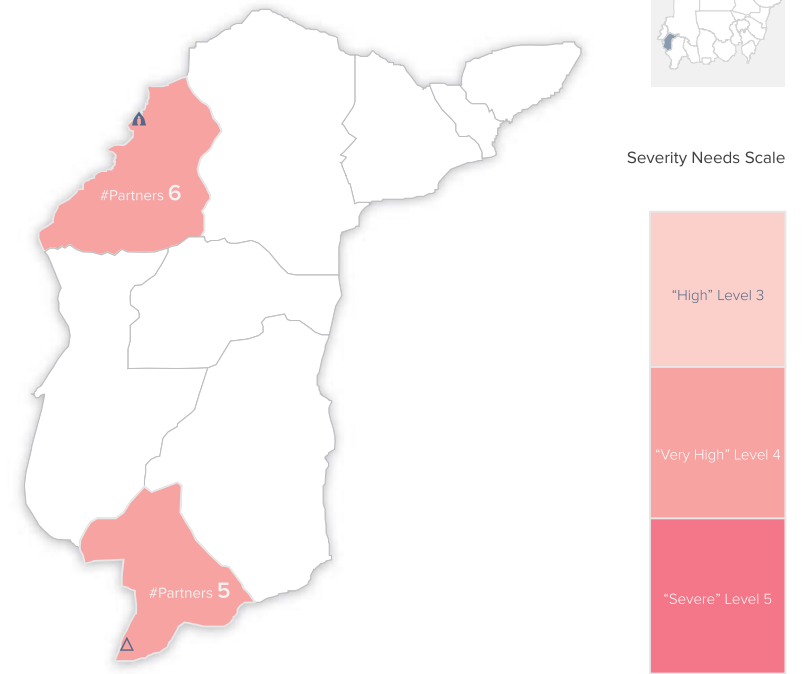 Severity Needs Scale
#Partners 6
“High” Level 3
“Very High” Level 4
#Partners 5
“Severe” Level 5